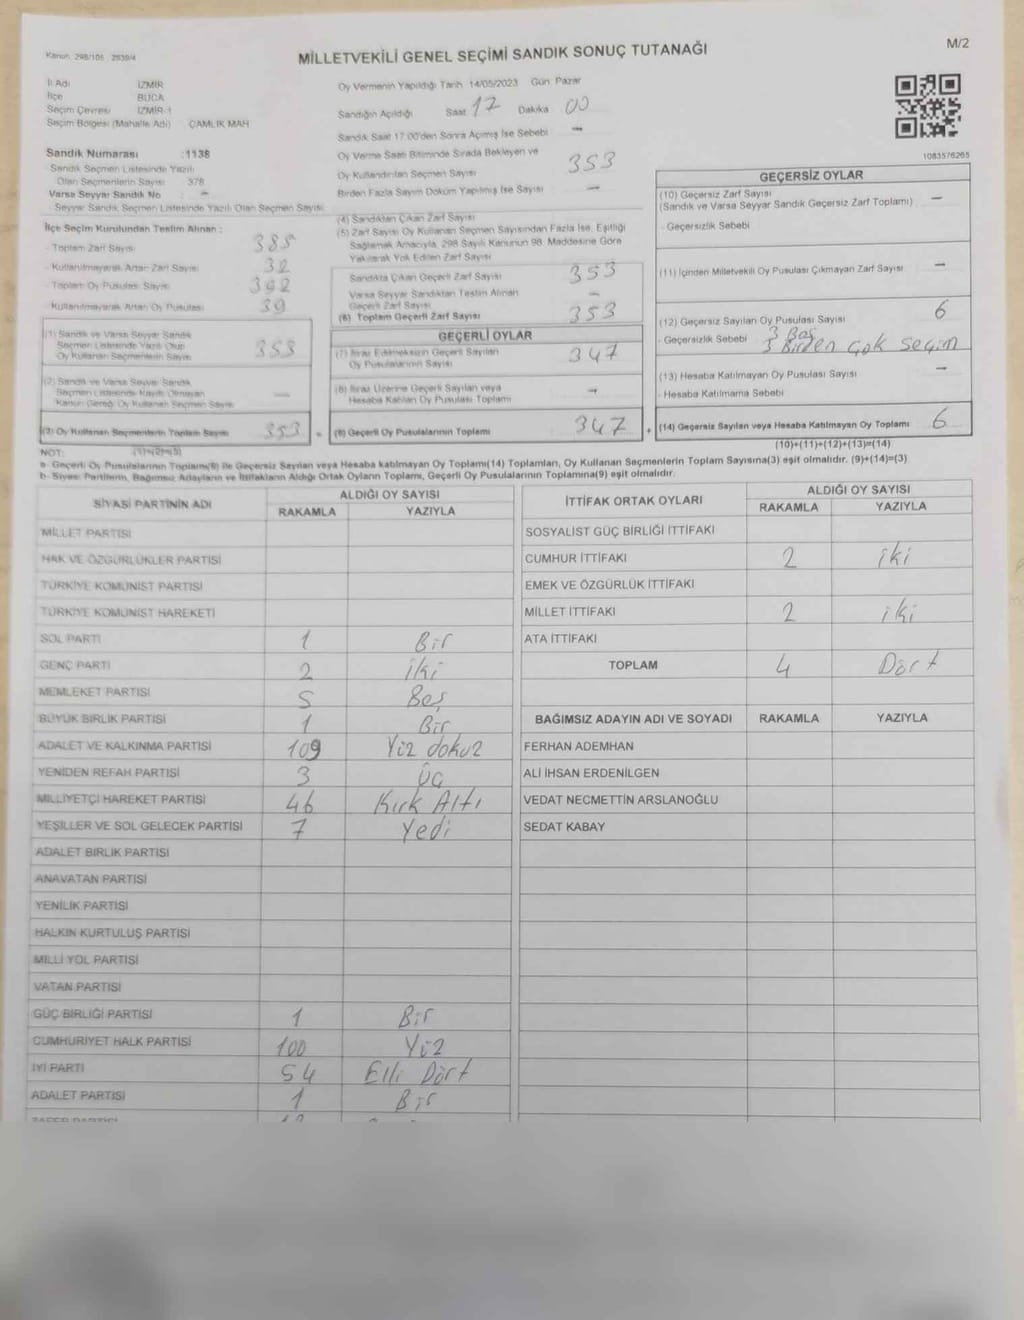 Kanun, 298/105 , 2839/4
MİLLETVEKİLİ GENEL SEÇİMİ SANDIK SONUÇ TUTANAĞI
M/2
İl Adı İZMİR
İlçe BUCA
Seçim Çevresi İZMİR-1
Seçim Bölgesi (Mahalle Adı) ÇAMLIK MAH
Sandık Numarası :1138
Sandık Seçmen Listesinde Yazılı
Olan Seçmenlerin Sayısı 378
Varsa Seyyar Sandık No : –
Seyyar Sandık Seçmen Listesinde Yazılı Olan Seçmen Sayısı:
Oy Vermenin Yapıldığı Tarih 14/05/2023 Gün Pazar
Sandığın Açıldığı Saat 17 Dakika 00
Sandık Saat 17.00'den Sonra Açımış İse Sebebi –
Oy Verme Saati Bitiminde Sırada Bekleyen ve
Oy Kullandırılan Seçmen Sayısı 353
Birden Fazla Sayım Döküm Yapılmış İse Sayısı –
1083576265
İlçe Seçim Kurulundan Teslim Alınan :
- Toplam Zarf Sayısı 385
- Kullanılmayarak Artan Zarf Sayısı 32
- Toplam Oy Pusulası Sayısı 392
- Kullanılmayarak Artan Oy Pusulası 39
(1) Sandık ve Varsa Seyyar Sandık
Seçmen Listesinde Yazılı Olup
Oy Kullanan Seçmenlerin Sayısı 353
(2) Sandık ve Varsa Seyyar Sandık
Seçmen Listesinde Kayıtlı Olmayan
Kanun Gereği Oy Kullanan Seçmen Sayısı –
(3) Oy Kullanan Seçmenlerin Toplam Sayısı 353
(4) Sandıktan Çıkan Zarf Sayısı
(5) Zarf Sayısı Oy Kullanan Seçmen Sayısından Fazla İse, Eşitliği
Sağlamak Amacıyla, 298 Sayılı Kanunun 98. Maddesine Göre
Yakılarak Yok Edilen Zarf Sayısı
Sandıkta Çıkan Geçerli Zarf Sayısı 353
Varsa Seyyar Sandıktan Teslim Alınan
Geçerli Zarf Sayısı –
(6) Toplam Geçerli Zarf Sayısı 353
GEÇERLİ OYLAR
(7) İtiraz Edilmeksizin Geçerli Sayılan
Oy Pusulalarının Sayısı 347
(8) İtiraz Üzerine Geçerli Sayılan veya
Hesaba Katılan Oy Pusulası Toplamı –
= (9) Geçerli Oy Pusulalarının Toplamı 347 +
GEÇERSİZ OYLAR
(10) Geçersiz Zarf Sayısı –
(Sandık ve Varsa Seyyar Sandık Geçersiz Zarf Toplamı)
- Geçersizlik Sebebi
(11) İçinden Milletvekili Oy Pusulası Çıkmayan Zarf Sayısı –
(12) Geçersiz Sayılan Oy Pusulası Sayısı 6
- Geçersizlik Sebebi 3 Boş
3 Birden çok seçim
(13) Hesaba Katılmayan Oy Pusulası Sayısı –
- Hesaba Katılmama Sebebi
(14) Geçersiz Sayılan veya Hesaba Katılmayan Oy Toplamı 6
(10)+(11)+(12)+(13)=(14)
NOT: (1)+(2)=(3)
a- Geçerli Oy Pusulalarının Toplamı(9) ile Geçersiz Sayılan veya Hesaba katılmayan Oy Toplamı(14) Toplamları, Oy Kullanan Seçmenlerin Toplam Sayısına(3) eşit olmalıdır. (9)+(14)=(3)
b- Siyasi Partilerin, Bağımsız Adayların ve İttifakların Aldığı Ortak Oyların Toplamı, Geçerli Oy Pusulalarının Toplamına(9) eşit olmalıdır.
SİYASİ PARTİNİN ADI ALDIĞI OY SAYISI
RAKAMLA YAZIYLA
MİLLET PARTİSİ
HAK VE ÖZGÜRLÜKLER PARTİSİ
TÜRKİYE KOMÜNİST PARTİSİ
TÜRKİYE KOMÜNİST HAREKETİ
SOL PARTİ 1 Bir
GENÇ PARTİ 2 iki
MEMLEKET PARTİSİ 5 Beş
BÜYÜK BİRLİK PARTİSİ 1 Bir
ADALET VE KALKINMA PARTİSİ 109 Yüz dokuz
YENİDEN REFAH PARTİSİ 3 Üç
MİLLİYETÇİ HAREKET PARTİSİ 46 Kırk Altı
YEŞİLLER VE SOL GELECEK PARTİSİ 7 Yedi
ADALET BİRLİK PARTİSİ
ANAVATAN PARTİSİ
YENİLİK PARTİSİ
HALKIN KURTULUŞ PARTİSİ
MİLLİ YOL PARTİSİ
VATAN PARTİSİ
GÜÇ BİRLİĞİ PARTİSİ 1 Bir
CUMHURİYET HALK PARTİSİ 100 Yüz
İYİ PARTİ 54 Elli Dört
ADALET PARTİSİ 1 Bir
İTTİFAK ORTAK OYLARI ALDIĞI OY SAYISI
RAKAMLA YAZIYLA
SOSYALİST GÜÇ BİRLİĞİ İTTİFAKI
CUMHUR İTTİFAKI 2 iki
EMEK VE ÖZGÜRLÜK İTTİFAKI
MİLLET İTTİFAKI 2 iki
ATA İTTİFAKI
TOPLAM 4 Dört
BAĞIMSIZ ADAYIN ADI VE SOYADI RAKAMLA YAZIYLA
FERHAN ADEMHAN
ALİ İHSAN ERDENİLGEN
VEDAT NECMETTİN ARSLANOĞLU
SEDAT KABAY